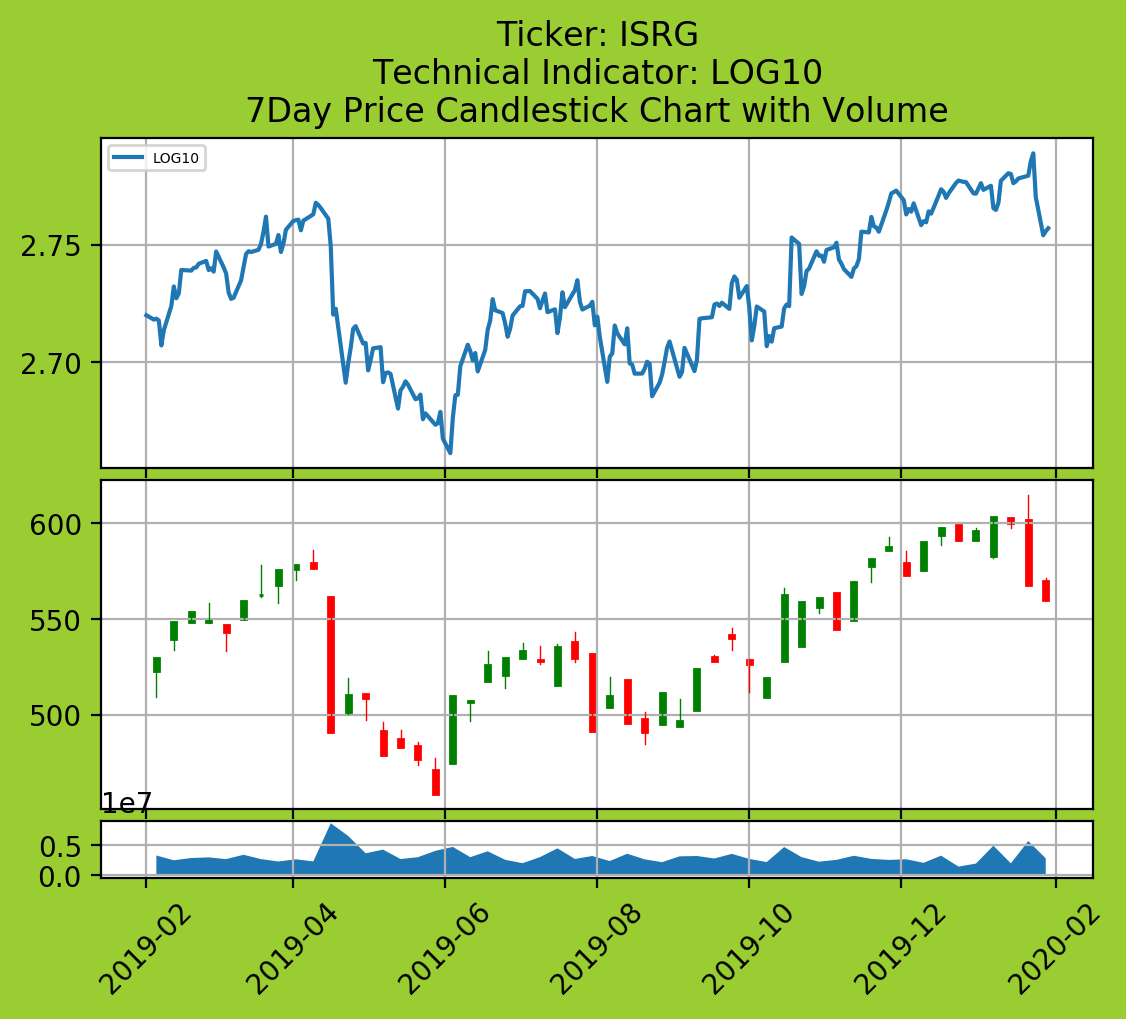 Ticker: ISRG
Technical Indicator: LOG10
7Day Price Candlestick Chart with Volume
LOG10
2.75
2.70
600
550
500
1e7
0.5
0.0
2019-02
2019-04
2019-06
2019-08
2019-10
2019-12
2020-02